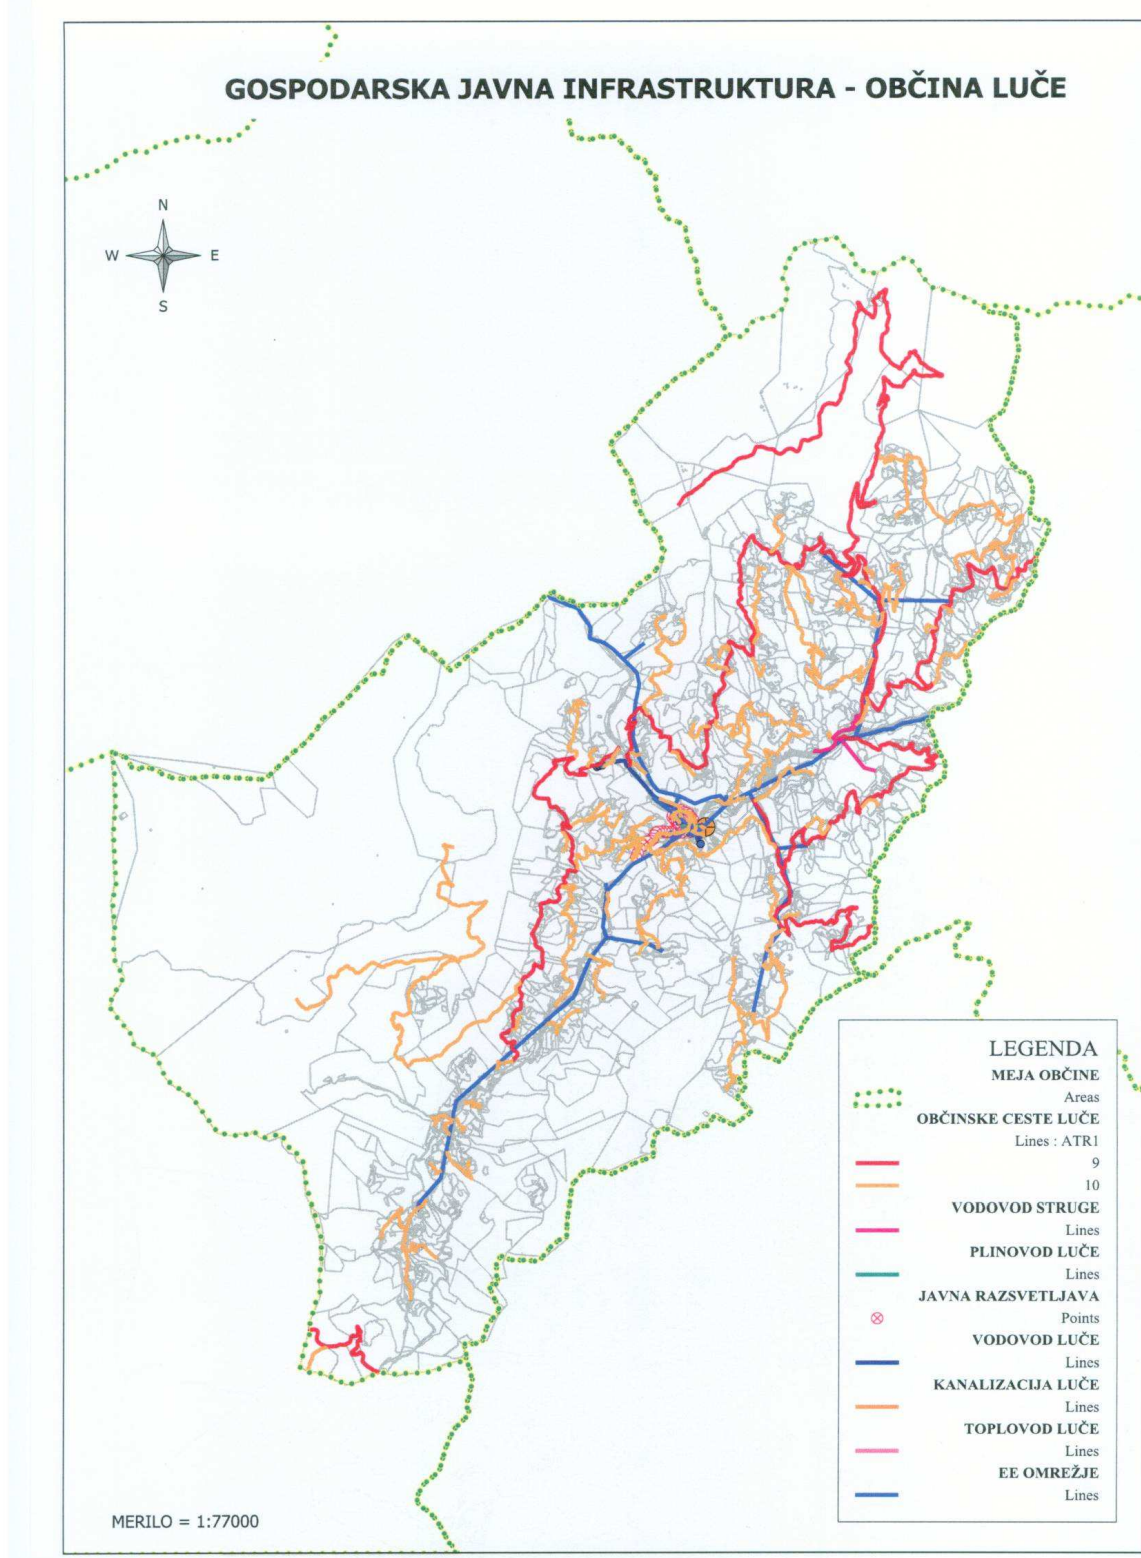 GOSPODARSKA JAVNA INFRASTRUKTURA - OBČINA LUČE
N
W E
S
LEGENDA
MEJA OBČINE
Areas
OBČINSKE CESTE LUČE
Lines : ATR1
9
10
VODOVOD STRUGE
Lines
PLINOVOD LUČE
Lines
JAVNA RAZSVETLJAVA
Points
VODOVOD LUČE
Lines
KANALIZACIJA LUČE
Lines
TOPLOVOD LUČE
Lines
EE OMREŽJE
Lines
MERILO = 1:77000